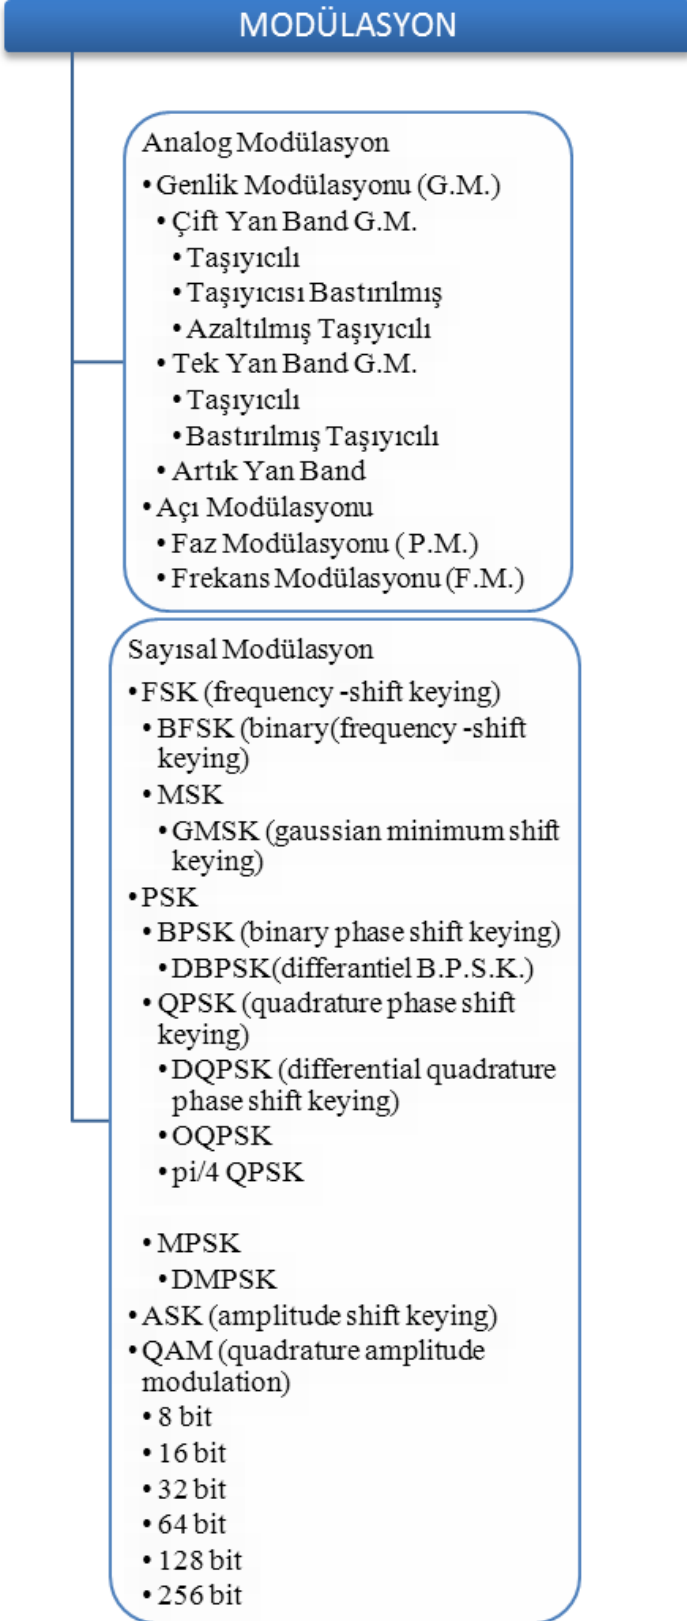 MODÜLASYON
Analog Modülasyon
• Genlik Modülasyonu (G.M.)
• Çift Yan Band G.M.
• Taşıyıcılı
• Taşıyıcısı Bastırılmış
• Azaltılmış Taşıyıcılı
• Tek Yan Band G.M.
• Taşıyıcılı
• Bastırılmış Taşıyıcılı
• Artık Yan Band
• Açı Modülasyonu
• Faz Modülasyonu (P.M.)
• Frekans Modülasyonu (F.M.)
Sayısal Modülasyon
• FSK (frequency -shift keying)
• BFSK (binary(frequency -shift
keying)
• MSK
• GMSK (gaussian minimum shift
keying)
• PSK
• BPSK (binary phase shift keying)
• DBPSK(differantiel B.P.S.K.)
• QPSK (quadrature phase shift
keying)
• DQPSK (differential quadrature
phase shift keying)
• OQPSK
• pi/4 QPSK
• MPSK
• DMPSK
• ASK (amplitude shift keying)
• QAM (quadrature amplitude
modulation)
• 8 bit
• 16 bit
• 32 bit
• 64 bit
• 128 bit
• 256 bit